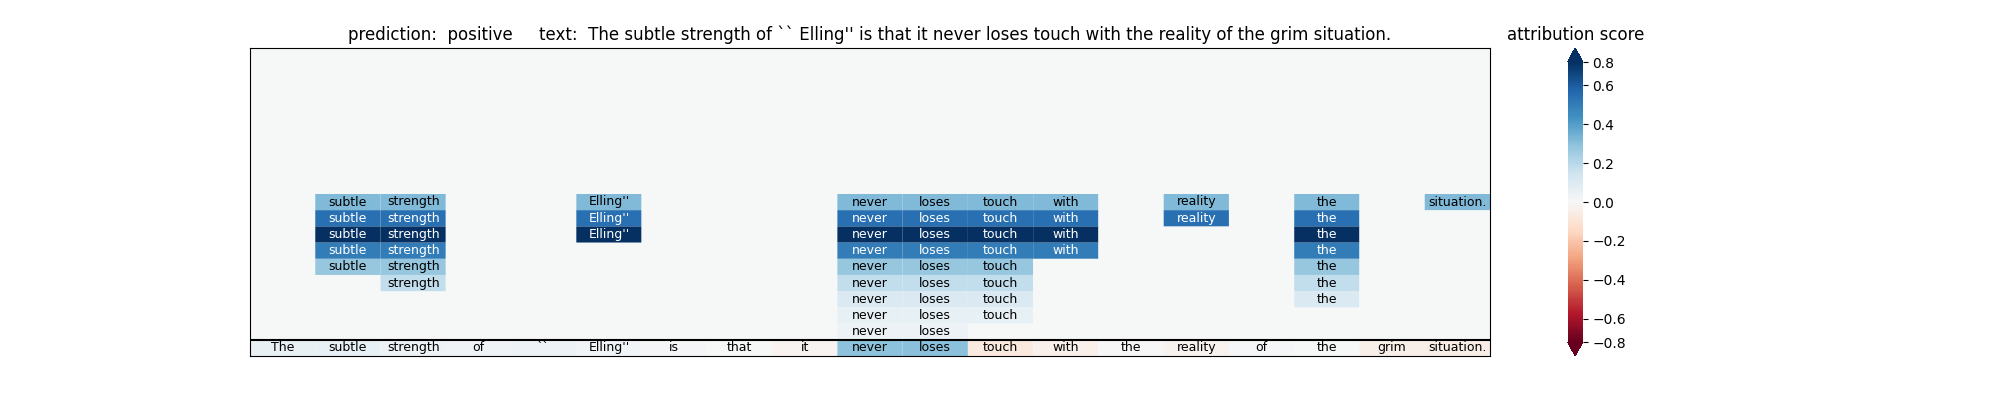 prediction:  positive     text:  The subtle strength of `` Elling'' is that it never loses touch with the reality of the grim situation.
attribution score
0.8
0.6
0.4
0.2
0.0
−0.2
−0.4
−0.6
−0.8
subtle strength Elling'' never loses touch with reality the situation.
subtle strength Elling'' never loses touch with reality the
subtle strength Elling'' never loses touch with the
subtle strength never loses touch with the
subtle strength never loses touch the
strength never loses touch the
never loses touch the
never loses touch
never loses
The subtle strength of `` Elling'' is that it never loses touch with the reality of the grim situation.